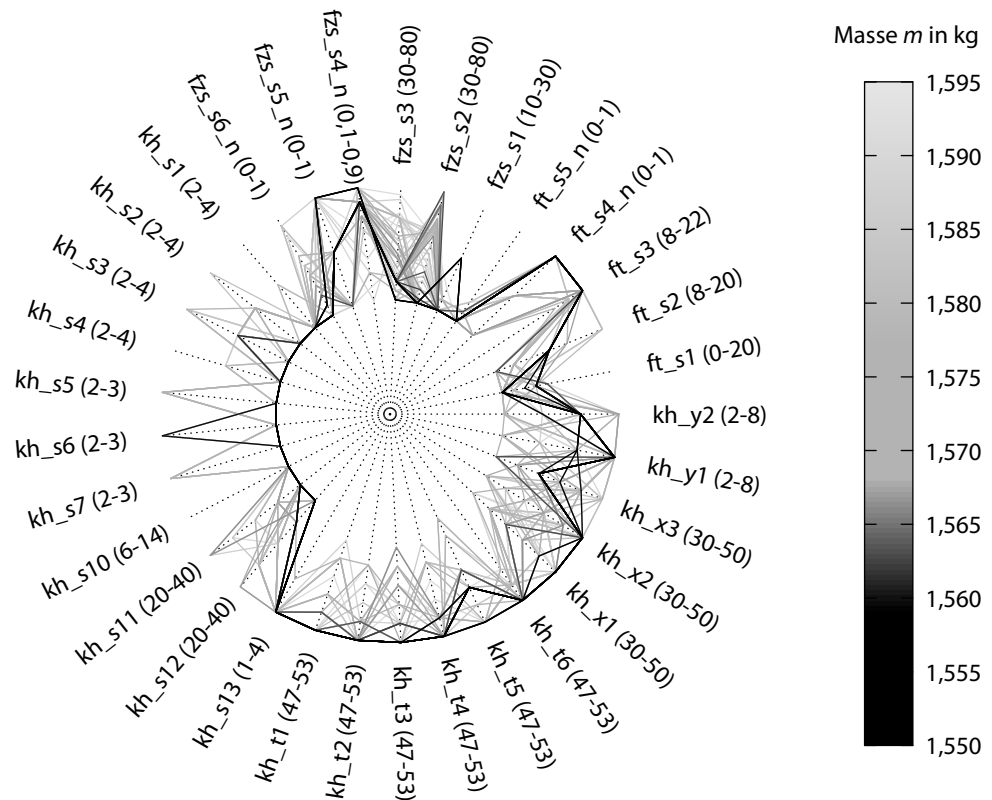 Masse m in kg
1,595
1,590
1,585
1,580
1,575
1,570
1,565
1,560
1,555
1,550
fzs_s3 (30-80)
fzs_s2 (30-80)
fzs_s1 (10-30)
ft_s5_n (0-1)
ft_s4_n (0-1)
ft_s3 (8-22)
ft_s2 (8-20)
ft_s1 (0-20)
kh_y2 (2-8)
kh_y1 (2-8)
kh_x3 (30-50)
kh_x2 (30-50)
kh_x1 (30-50)
kh_t6 (47-53)
kh_t5 (47-53)
kh_t4 (47-53)
kh_t3 (47-53)
kh_t2 (47-53)
kh_t1 (47-53)
kh_s13 (1-4)
kh_s12 (20-40)
kh_s11 (20-40)
kh_s10 (6-14)
kh_s7 (2-3)
kh_s6 (2-3)
kh_s5 (2-3)
kh_s4 (2-4)
kh_s3 (2-4)
kh_s2 (2-4)
kh_s1 (2-4)
fzs_s6_n (0-1)
fzs_s5_n (0-1)
fzs_s4_n (0,1-0,9)